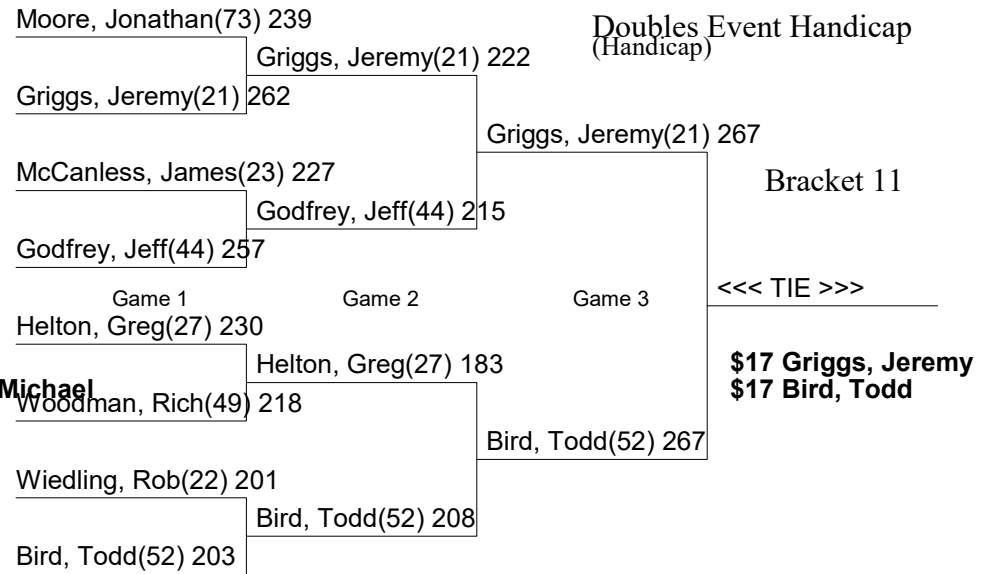 Moore, Jonathan(73) 239
Doubles Event Handicap
(Handicap)
Griggs, Jeremy(21) 222
Griggs, Jeremy(21) 262
Griggs, Jeremy(21) 267
McCanless, James(23) 227
Bracket 11
Godfrey, Jeff(44) 215
Godfrey, Jeff(44) 257
<<< TIE >>>
Game 1 Game 2 Game 3
Helton, Greg(27) 230
Helton, Greg(27) 183
$17 Griggs, Jeremy
Michael
$17 Bird, Todd
Woodman, Rich(49) 218
Bird, Todd(52) 267
Wiedling, Rob(22) 201
Bird, Todd(52) 208
Bird, Todd(52) 203